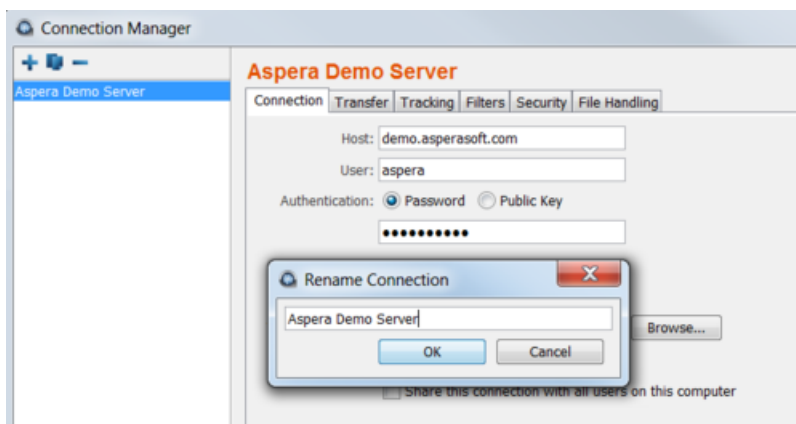 Connection Manager
Aspera Demo Server
Aspera Demo Server
Connection Transfer Tracking Filters Security File Handling
Host: demo.asperasoft.com
User: aspera
Authentication: Password Public Key
••••••••••
Rename Connection
Aspera Demo Server
Browse...
OK Cancel
Share this connection with all users on this computer